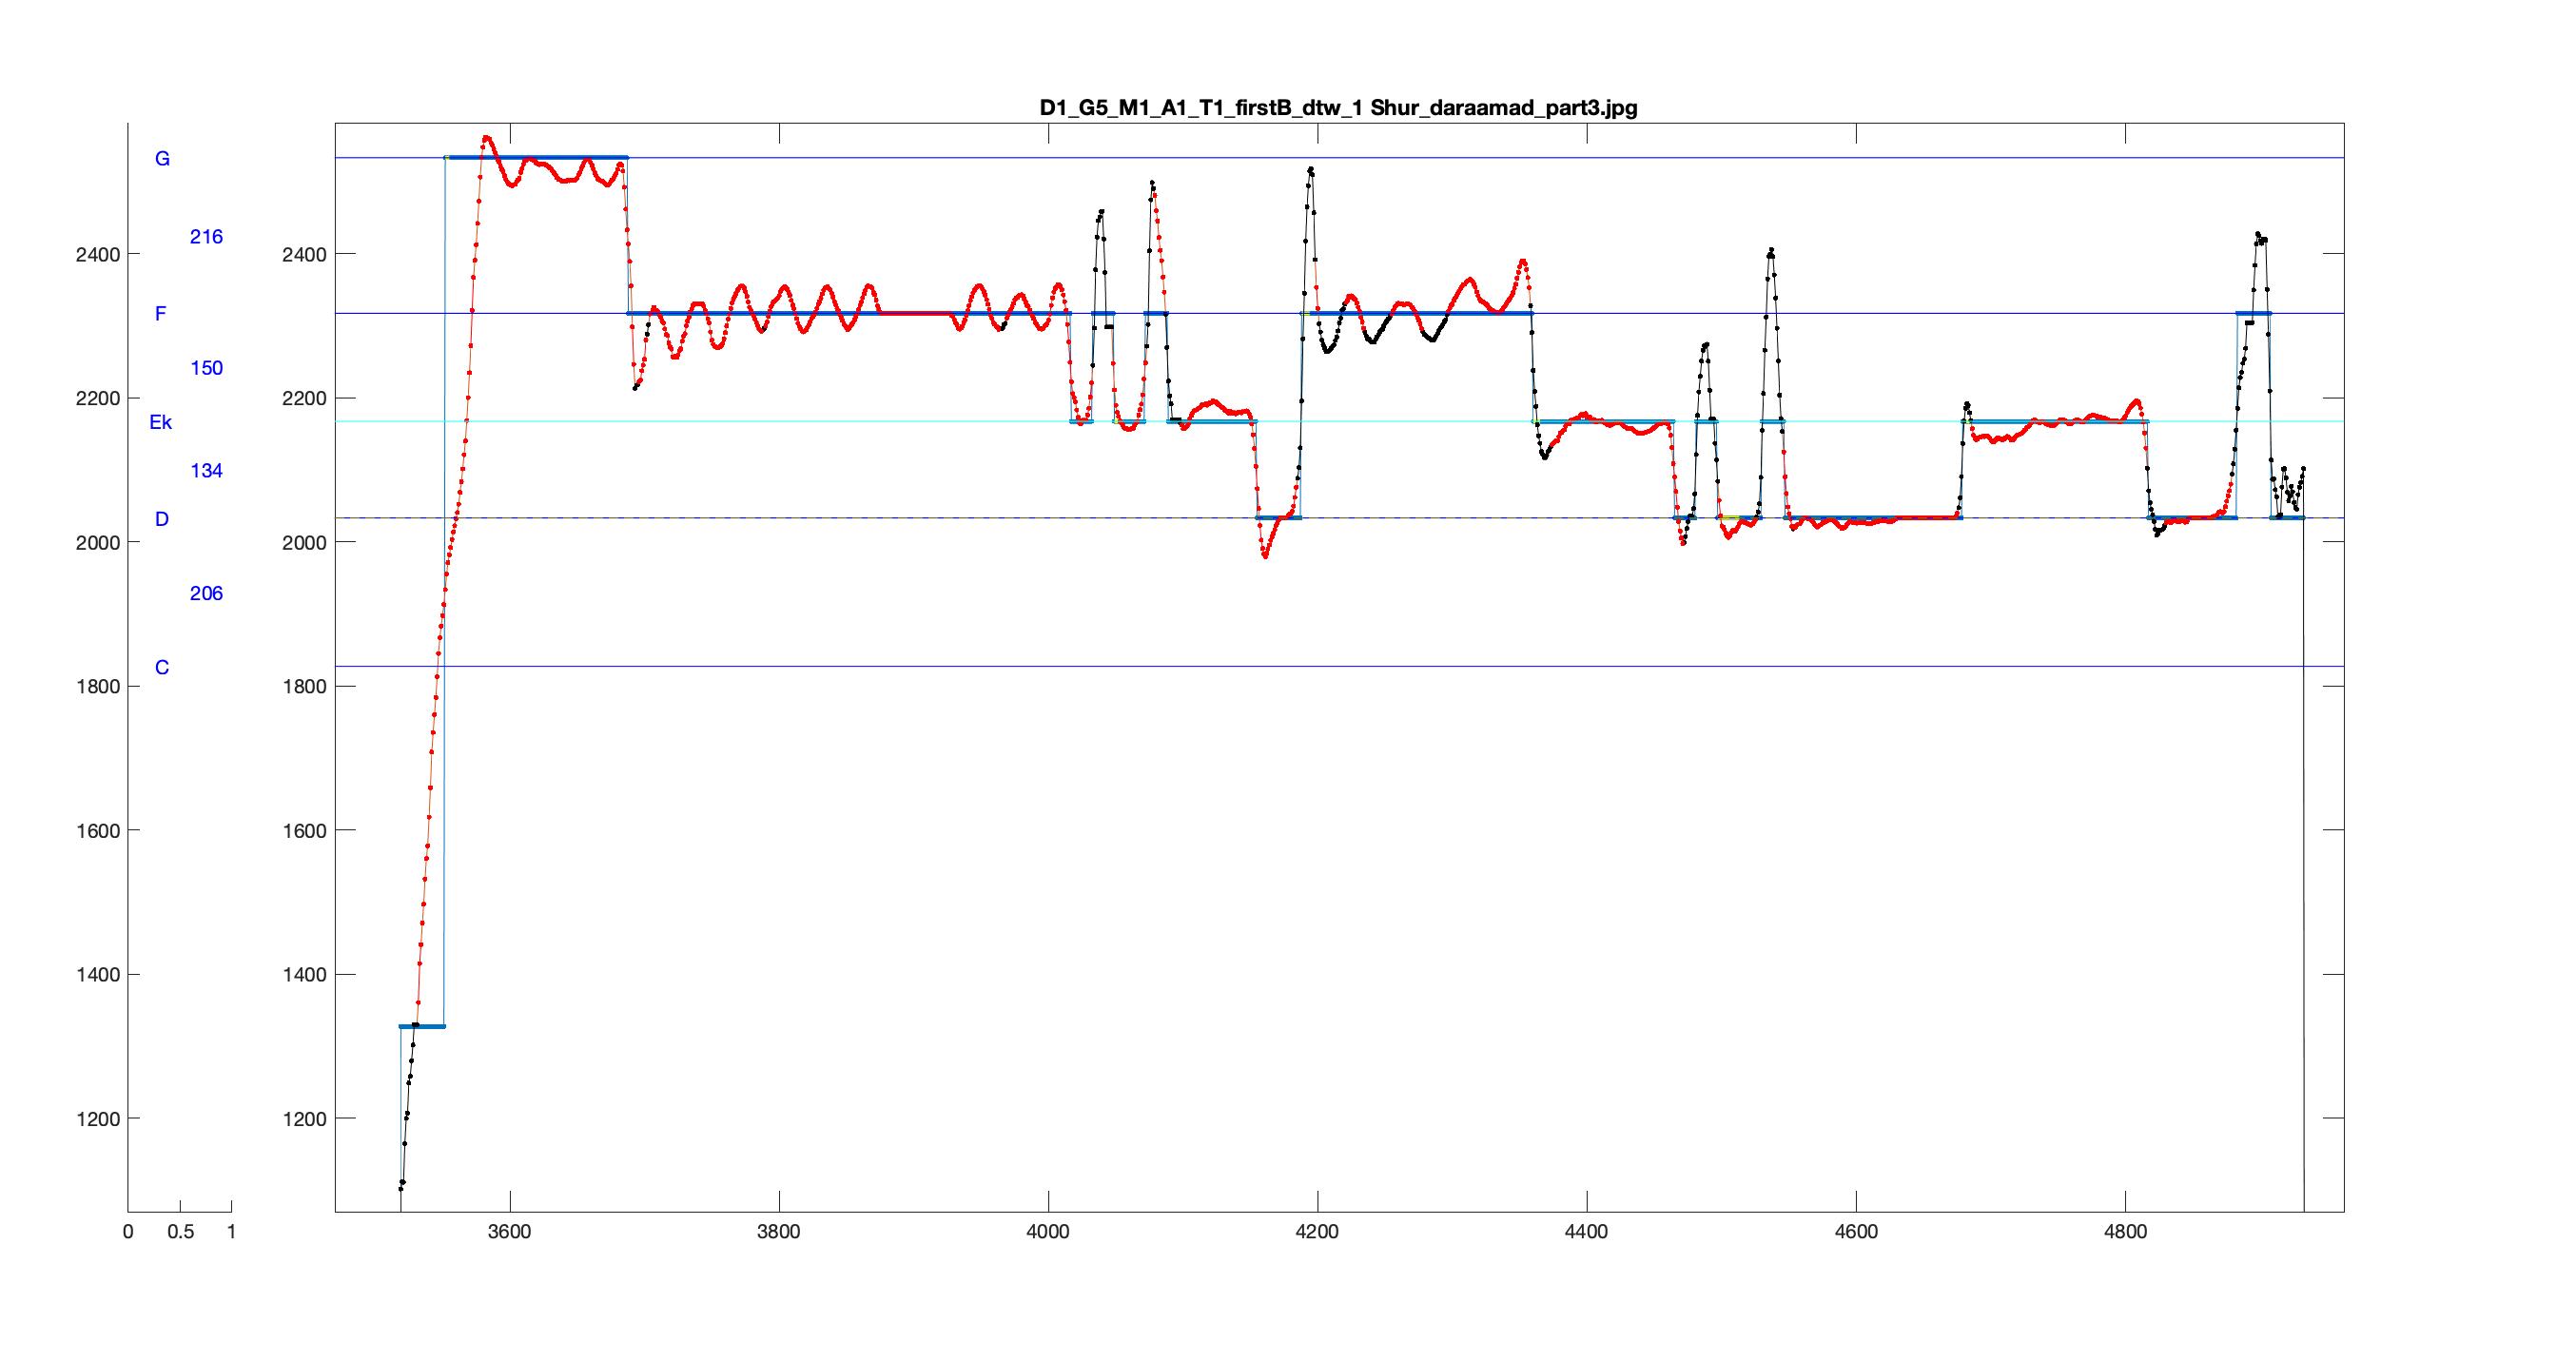 D1_G5_M1_A1_T1_firstB_dtw_1 Shur_daraamad_part3.jpg
G
216
2400 2400
F
150
2200 2200
Ek
134
D
2000 2000
206
C
1800 1800
1600 1600
1400 1400
1200 1200
0 0.5 1 3600 3800 4000 4200 4400 4600 4800